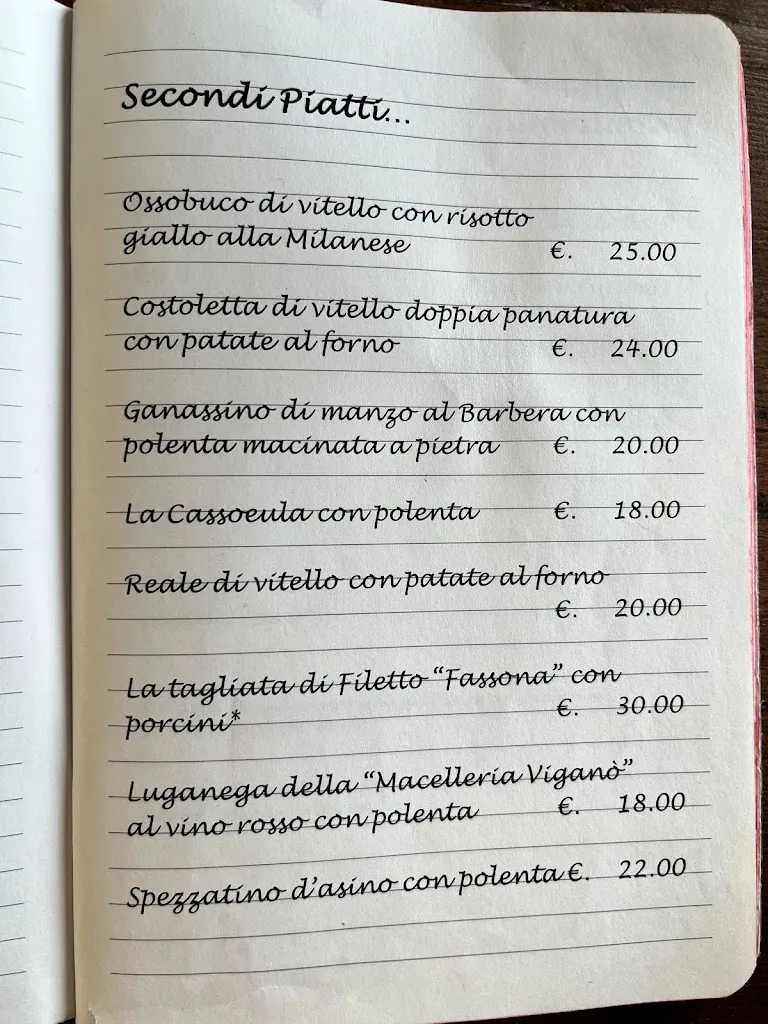 Secondi Piatti...
Ossobuco di vitello con risotto
giallo alla Milanese €. 25.00
Costoletta di vitello doppia panatura
con patate al forno €. 24.00
Ganassino di manzo al Barbera con
polenta macinata a pietra €. 20.00
La Cassoeula con polenta €. 18.00
Reale di vitello con patate al forno
€. 20.00
La tagliata di Filetto “Fassona” con
porcini* €. 30.00
Luganega della “Macelleria Viganò”
al vino rosso con polenta €. 18.00
Spezzatino d’asino con polenta €. 22.00